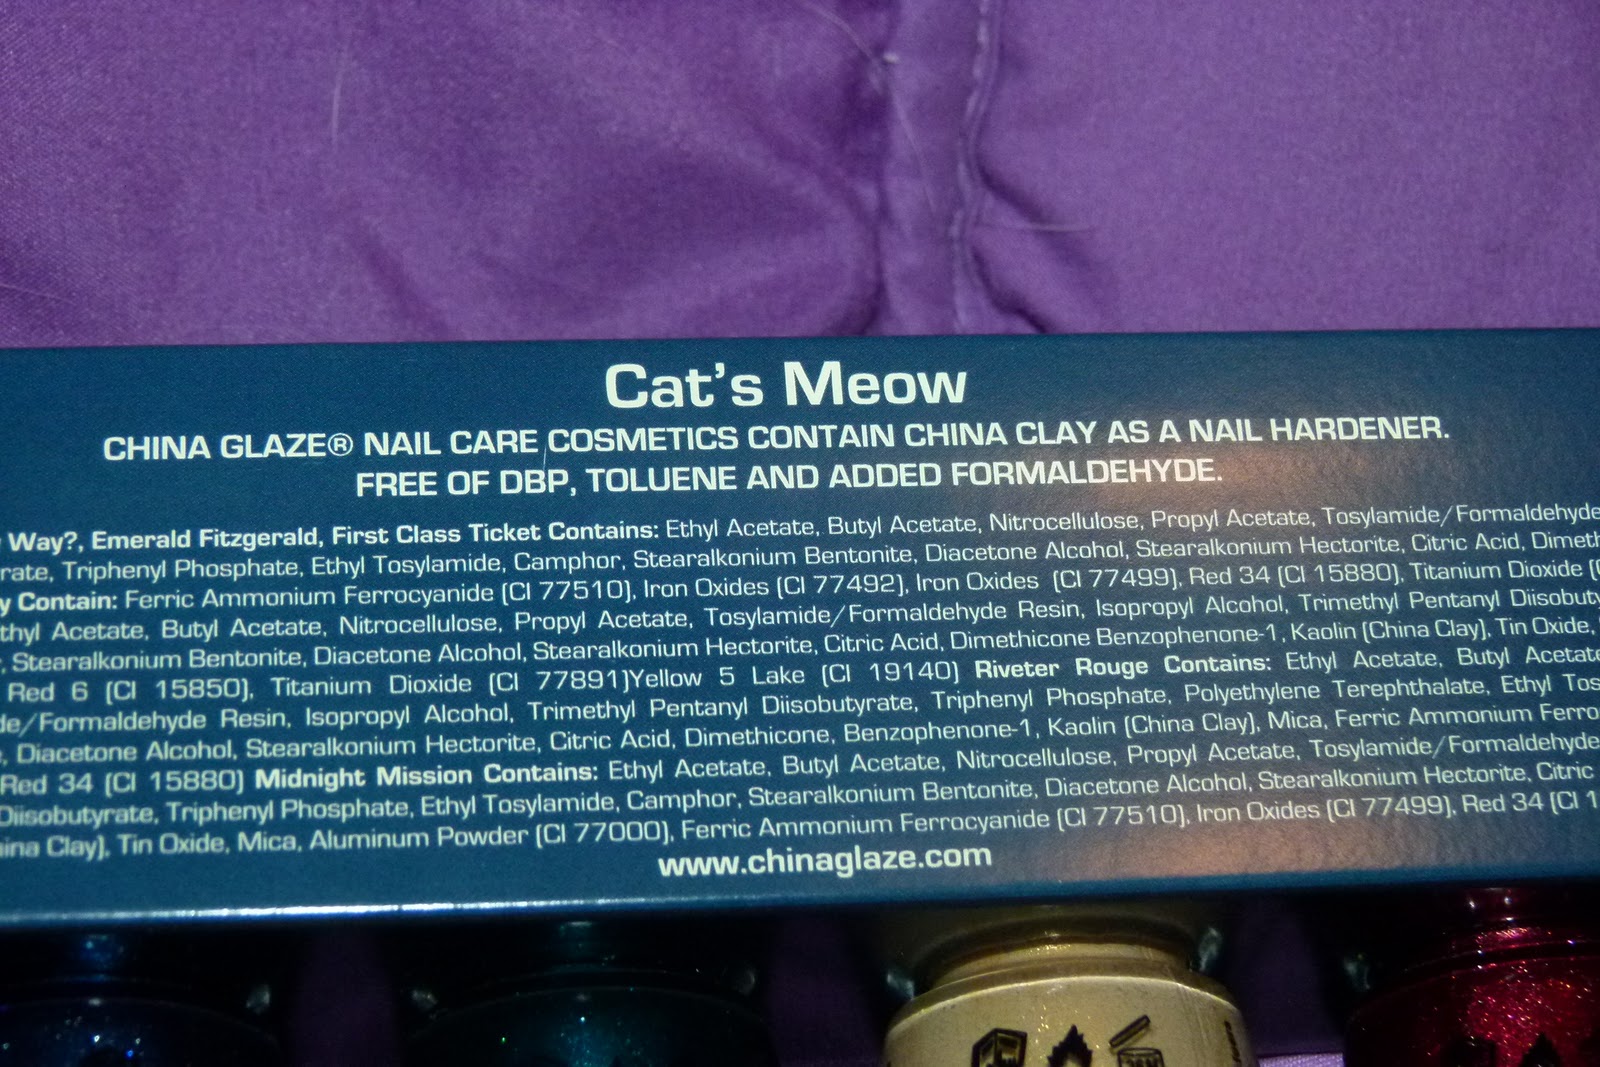 Cat's Meow
CHINA GLAZE® NAIL CARE COSMETICS CONTAIN CHINA CLAY AS A NAIL HARDENER.
FREE OF DBP, TOLUENE AND ADDED FORMALDEHYDE.
Way?, Emerald Fitzgerald, First Class Ticket Contains: Ethyl Acetate, Butyl Acetate, Nitrocellulose, Propyl Acetate, Tosylamide/Formaldehyde
rate, Triphenyl Phosphate, Ethyl Tosylamide, Camphor, Stearalkonium Bentonite, Diacetone Alcohol, Stearalkonium Hectorite, Citric Acid, Dimeth
y Contain: Ferric Ammonium Ferrocyanide (CI 77510), Iron Oxides (CI 77492), Iron Oxides (CI 77499), Red 34 (CI 15880), Titanium Dioxide (
thyl Acetate, Butyl Acetate, Nitrocellulose, Propyl Acetate, Tosylamide/Formaldehyde Resin, Isopropyl Alcohol, Trimethyl Pentanyl Diisobuty
, Stearalkonium Bentonite, Diacetone Alcohol, Stearalkonium Hectorite, Citric Acid, Dimethicone Benzophenone-1, Kaolin (China Clay), Tin Oxide,
Red 6 (CI 15850), Titanium Dioxide (CI 77891)Yellow 5 Lake (CI 19140) Riveter Rouge Contains: Ethyl Acetate, Butyl Acetate
de/Formaldehyde Resin, Isopropyl Alcohol, Trimethyl Pentanyl Diisobutyrate, Triphenyl Phosphate, Polyethylene Terephthalate, Ethyl Tos
, Diacetone Alcohol, Stearalkonium Hectorite, Citric Acid, Dimethicone, Benzophenone-1, Kaolin (China Clay), Mica, Ferric Ammonium Ferro
Red 34 (CI 15880) Midnight Mission Contains: Ethyl Acetate, Butyl Acetate, Nitrocellulose, Propyl Acetate, Tosylamide/Formaldehyde
Diisobutyrate, Triphenyl Phosphate, Ethyl Tosylamide, Camphor, Stearalkonium Bentonite, Diacetone Alcohol, Stearalkonium Hectorite, Citric
ina Clay), Tin Oxide, Mica, Aluminum Powder (CI 77000), Ferric Ammonium Ferrocyanide (CI 77510), Iron Oxides (CI 77499), Red 34 (CI 1
www.chinaglaze.com